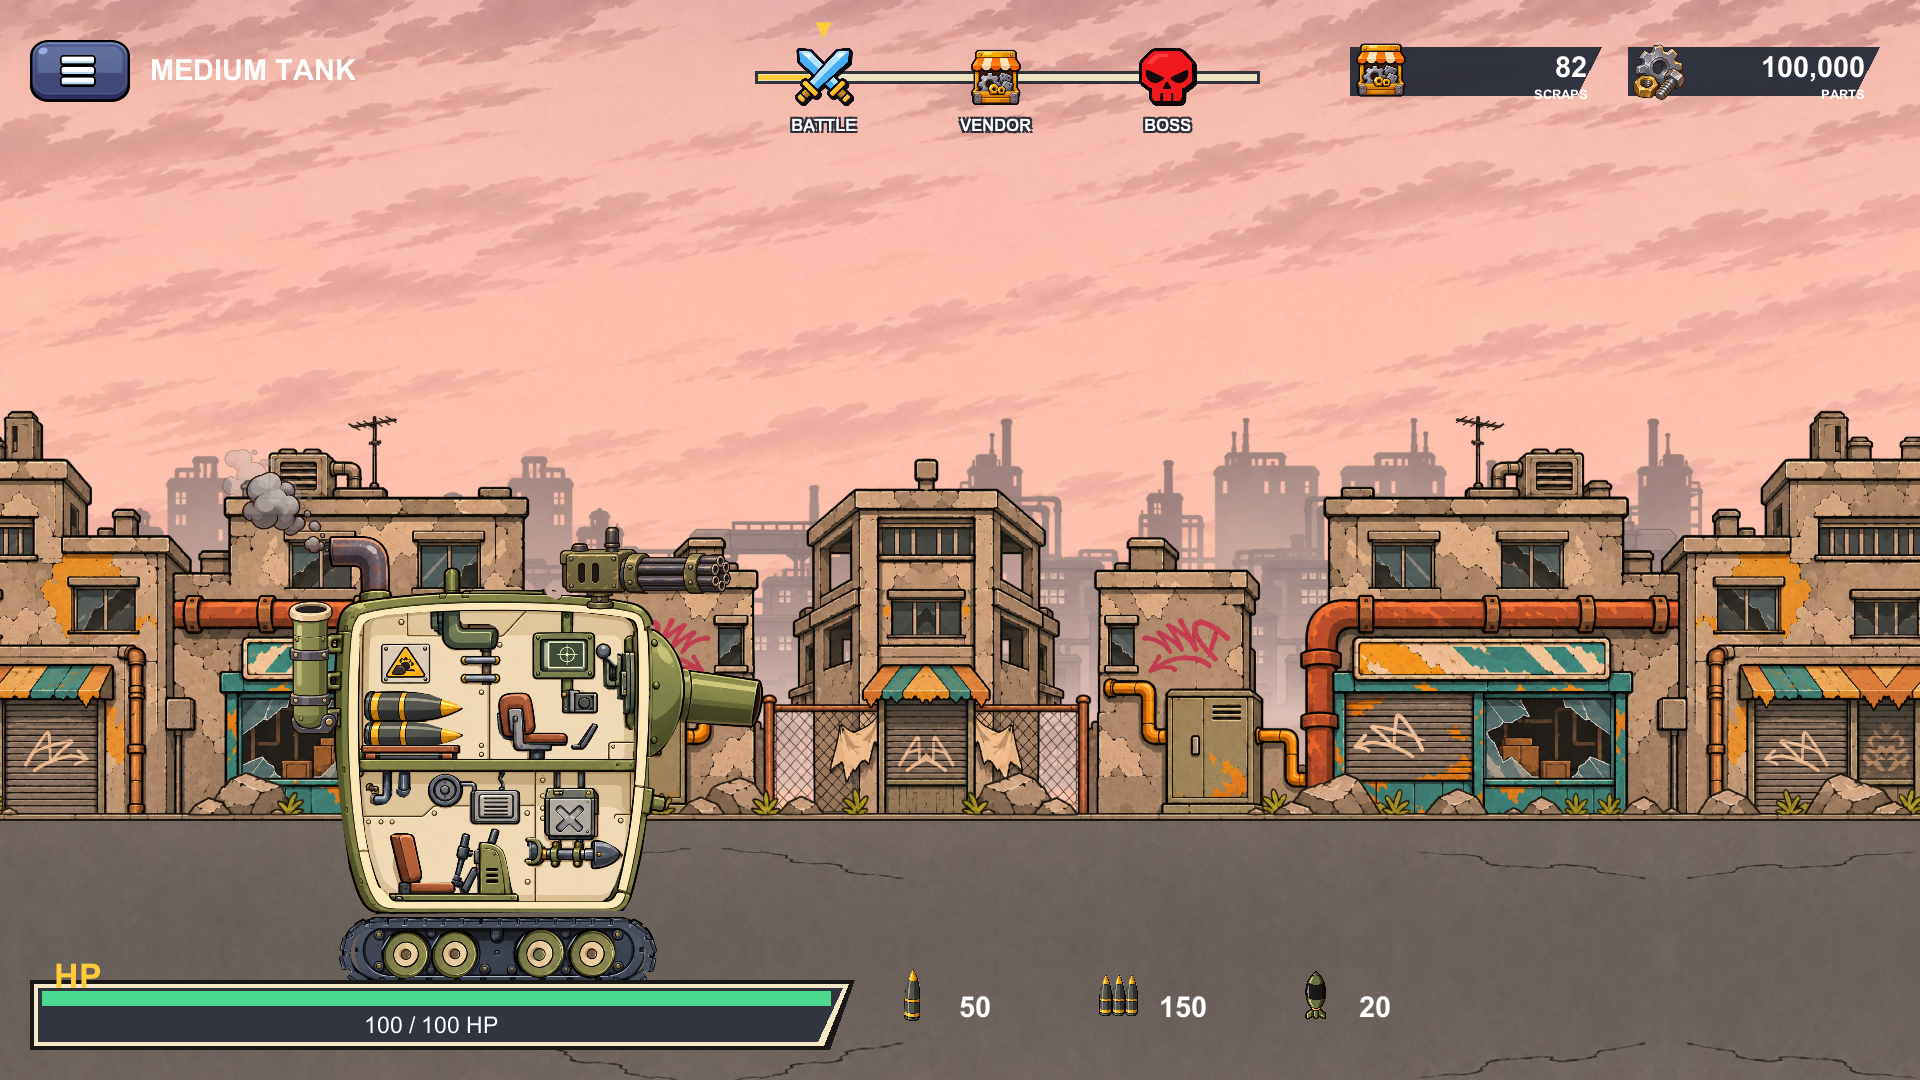 MEDIUM TANK
BATTLE
VENDOR
BOSS
82
SCRAPS
100,000
PARTS
HP
100 / 100 HP
50
150
20